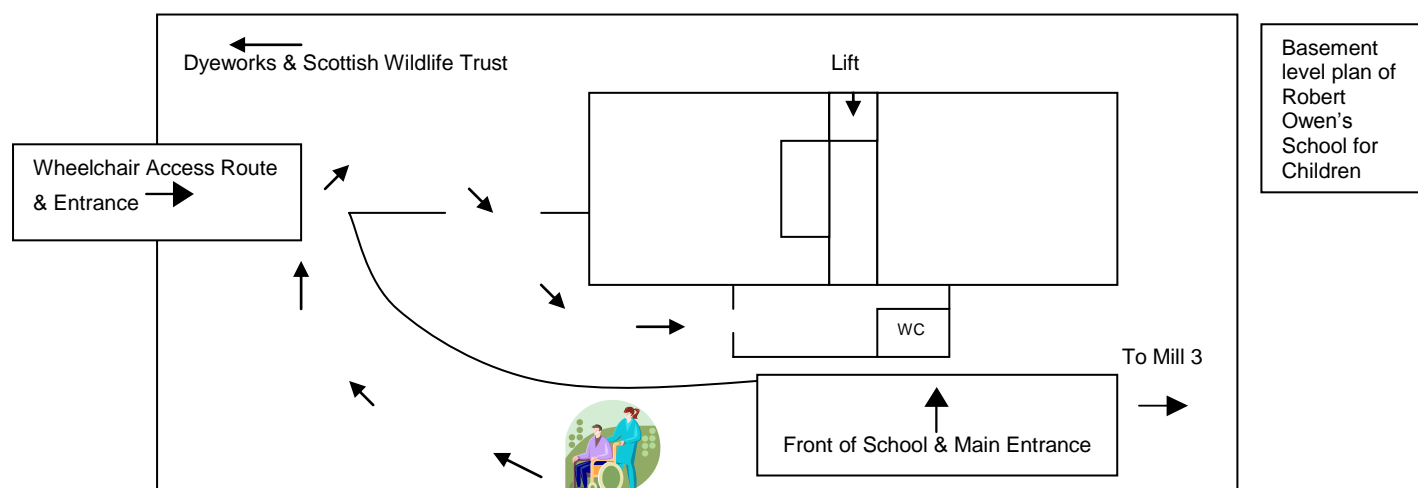 Dyeworks & Scottish Wildlife Trust
Lift
Basement
level plan of
Robert
Owen's
School for
Children
Wheelchair Access Route
& Entrance
WC
To Mill 3
Front of School & Main Entrance